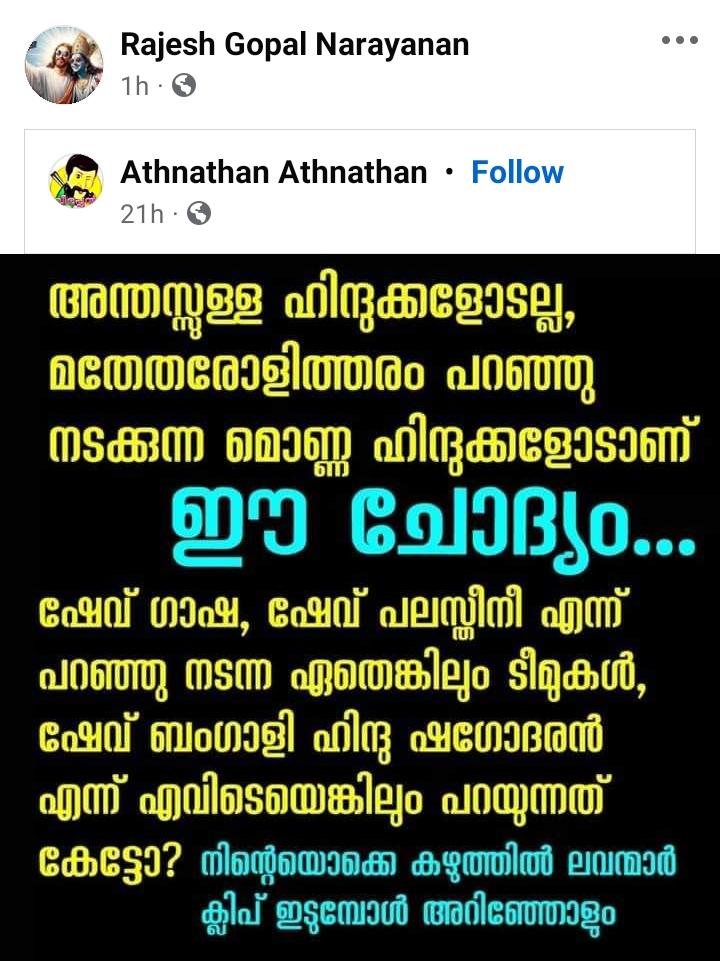 Rajesh Gopal Narayanan
1h
Athnathan Athnathan • Follow
21h
അന്തസ്സുള്ള ഹിന്ദുക്കളോടല്ല,
മതേതരോളിത്തരം പറഞ്ഞു
നടക്കുന്ന മൊണ്ണ ഹിന്ദുക്കളോടാണ്
ഈ ചോദ്യം...
ഷേവ് ഗാഷ, ഷേവ് പലസ്തീനീ എന്ന്
പറഞ്ഞു നടന്ന ഏതെങ്കിലും ടീമുകൾ,
ഷേവ് ബംഗാളി ഹിന്ദു ഷഗോദരൻ
എന്ന് എവിടെയെങ്കിലും പറയുന്നത്
കേട്ടോ? നിന്റെയൊക്കെ കഴുത്തിൽ ലവന്മാർ
ക്ലിപ് ഇടുമ്പോൾ അറിഞ്ഞോളും